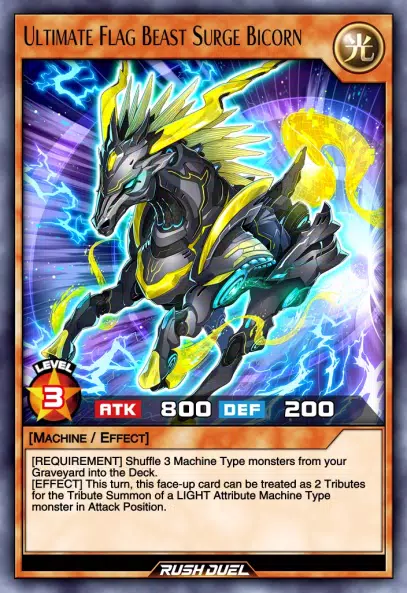 ULTIMATE FLAG BEAST SURGE BICORN
光
LEVEL
3
ATK 800 DEF 200
[MACHINE / EFFECT]
[REQUIREMENT] Shuffle 3 Machine Type monsters from your
Graveyard into the Deck.
[EFFECT] This turn, this face-up card can be treated as 2 Tributes
for the Tribute Summon of a LIGHT Attribute Machine Type
monster in Attack Position.
RUSH DUEL